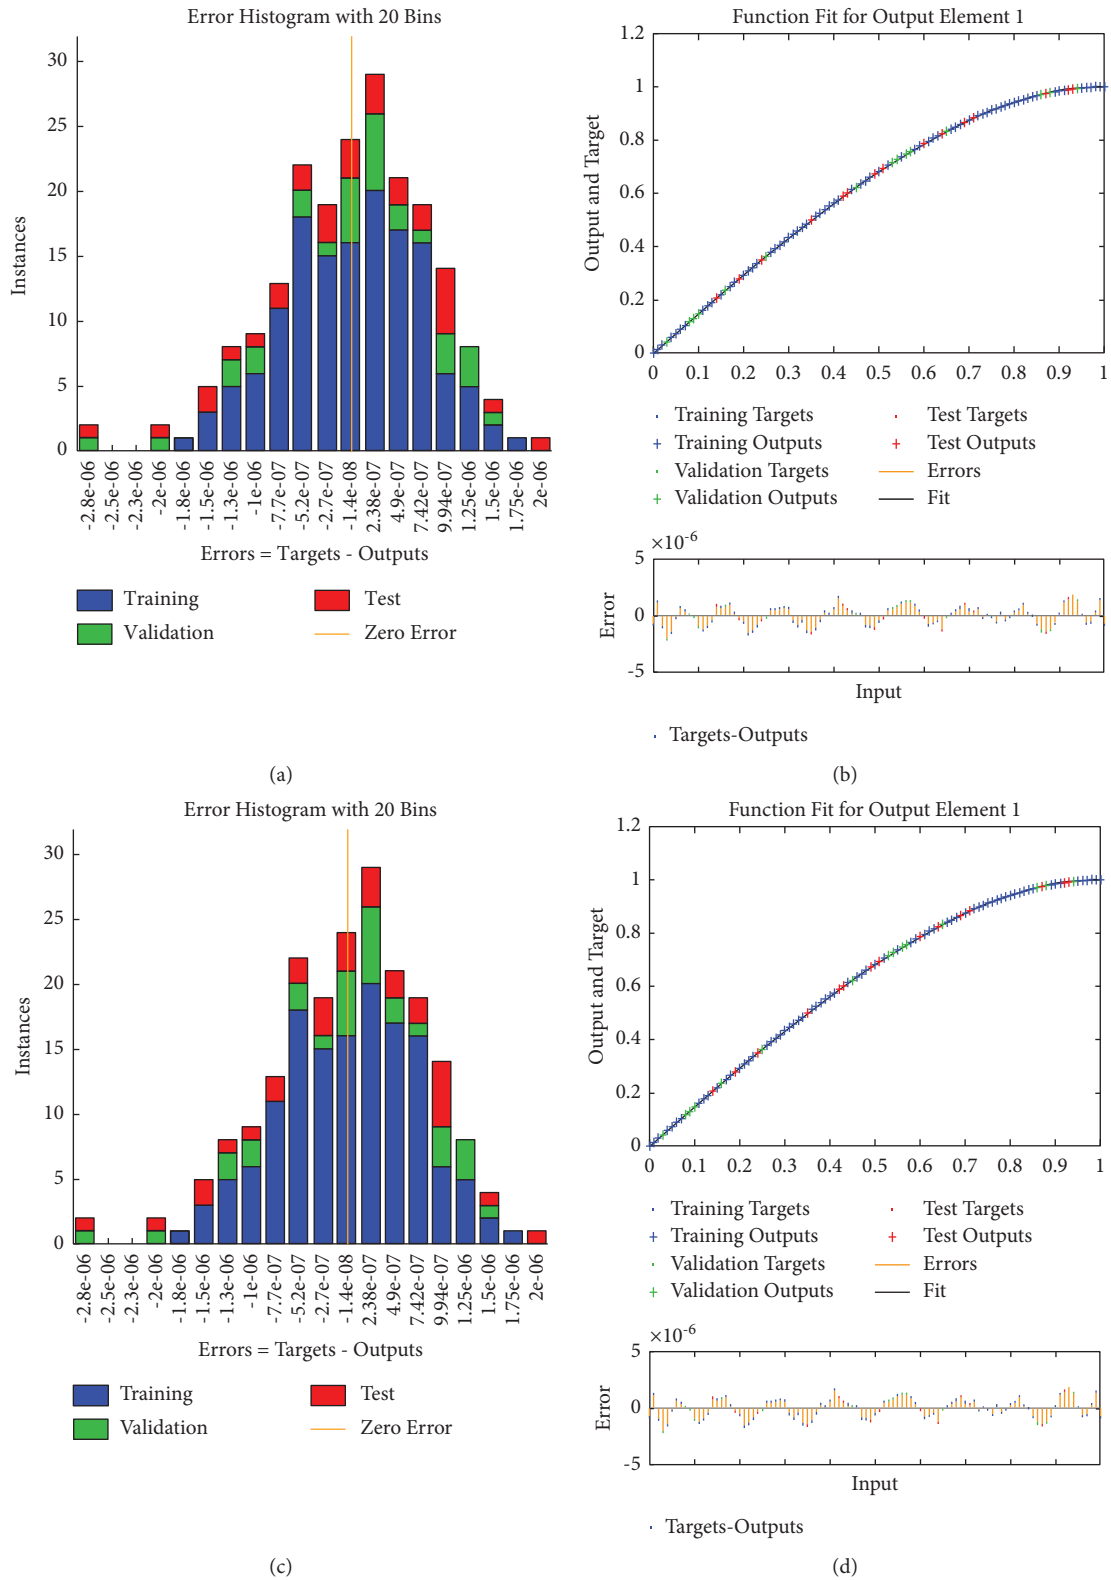 Error Histogram with 20 Bins
30
25
20
15
10
5
0
Instances
-2.8e-06
-2.5e-06
-2.3e-06
-2e-06
-1.8e-06
-1.5e-06
-1.3e-06
-1e-06
-7.7e-07
-5.2e-07
-2.7e-07
-1.4e-08
2.38e-07
4.9e-07
7.42e-07
9.94e-07
1.25e-06
1.5e-06
1.75e-06
2e-06
Errors = Targets - Outputs
Training
Test
Validation
Zero Error
(a)
Function Fit for Output Element 1
1.2
1
0.8
0.6
0.4
0.2
0
Output and Target
0 0.1 0.2 0.3 0.4 0.5 0.6 0.7 0.8 0.9 1
Training Targets
Test Targets
Training Outputs
Test Outputs
Validation Targets
Errors
Validation Outputs
Fit
×10-6
5
0
-5
Error
Input
Targets-Outputs
(b)
Error Histogram with 20 Bins
30
25
20
15
10
5
0
Instances
-2.8e-06
-2.5e-06
-2.3e-06
-2e-06
-1.8e-06
-1.5e-06
-1.3e-06
-1e-06
-7.7e-07
-5.2e-07
-2.7e-07
-1.4e-08
2.38e-07
4.9e-07
7.42e-07
9.94e-07
1.25e-06
1.5e-06
1.75e-06
2e-06
Errors = Targets - Outputs
Training
Test
Validation
Zero Error
(c)
Function Fit for Output Element 1
1.2
1
0.8
0.6
0.4
0.2
0
Output and Target
0 0.1 0.2 0.3 0.4 0.5 0.6 0.7 0.8 0.9 1
Training Targets
Test Targets
Training Outputs
Test Outputs
Validation Targets
Errors
Validation Outputs
Fit
×10-6
5
0
-5
Error
Input
Targets-Outputs
(d)